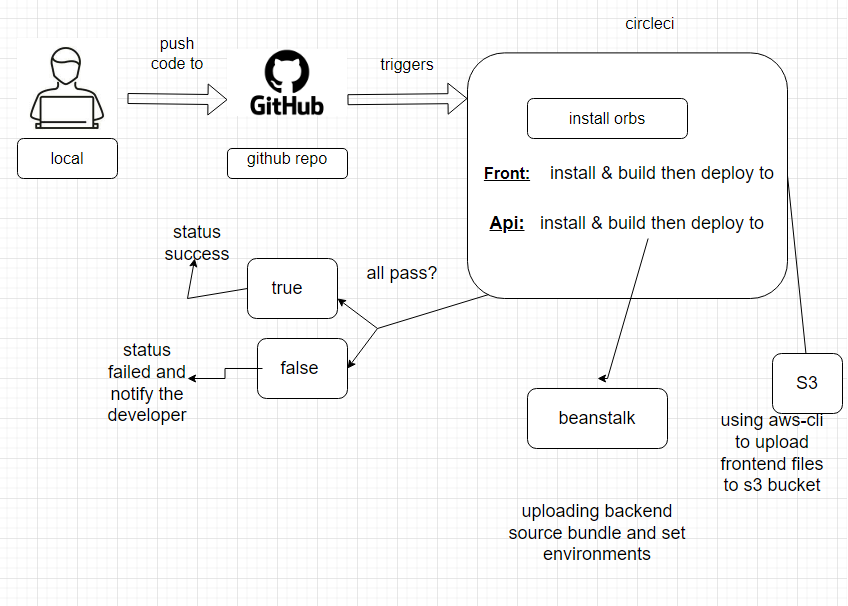 circleci
push
code to
triggers
GitHub
local
github repo
install orbs
Front: install & build then deploy to
Api: install & build then deploy to
status
success
true
all pass?
false
status
failed and
notify the
developer
beanstalk
S3
using aws-cli
to upload
frontend files
to s3 bucket
uploading backend
source bundle and set
environments